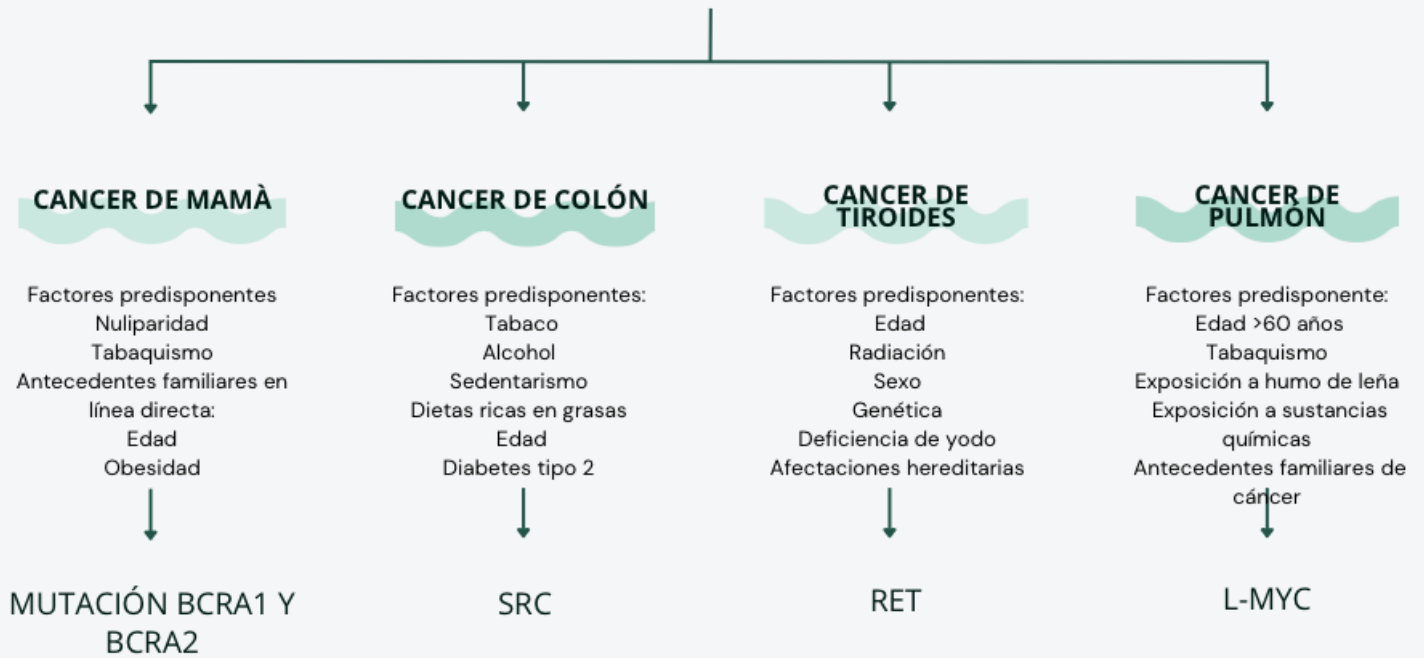 CANCER DE MAMÀ
Factores predisponentes
Nuliparidad
Tabaquismo
Antecedentes familiares en
línea directa:
Edad
Obesidad
MUTACIÓN BCRA1 Y
BCRA2
CANCER DE COLÓN
Factores predisponentes:
Tabaco
Alcohol
Sedentarismo
Dietas ricas en grasas
Edad
Diabetes tipo 2
SRC
CANCER DE
TIROIDES
Factores predisponentes:
Edad
Radiación
Sexo
Genética
Deficiencia de yodo
Afectaciones hereditarias
RET
CANCER DE
PULMÓN
Factores predisponente:
Edad >60 años
Tabaquismo
Exposición a humo de leña
Exposición a sustancias
químicas
Antecedentes familiares de
cáncer
L-MYC